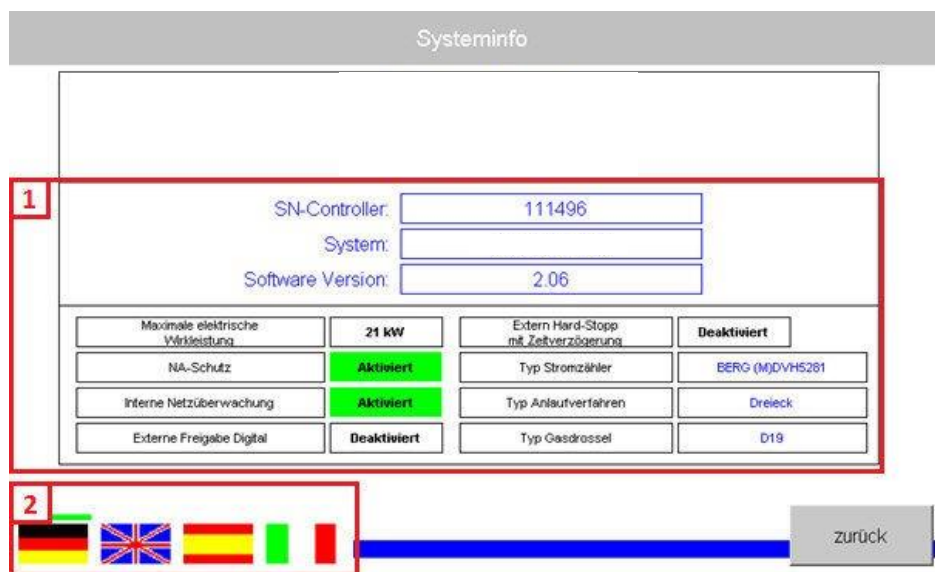 Systeminfo
1
SN-Controller: 111496
System:
Software Version: 2.06
Maximale elektrische
Wirkleistung
21 kW
Extern Hard-Stopp
mit Zeitverzögerung
Deaktiviert
NA-Schutz
Aktiviert
Typ Stromzähler
BERG (M)DVH5281
Interne Netzüberwachung
Aktiviert
Typ Anlaufverfahren
Dreieck
Externe Freigabe Digital
Deaktiviert
Typ Gasdrossel
D19
2
zurück